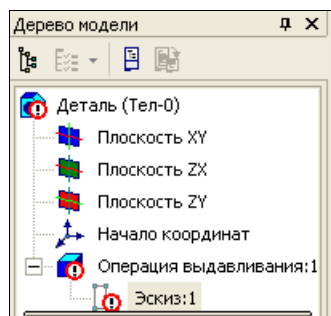 Дерево модели
Деталь (Тел-0)
Плоскость XY
Плоскость ZX
Плоскость ZY
Начало координат
Операция выдавливания:1
Эскиз:1